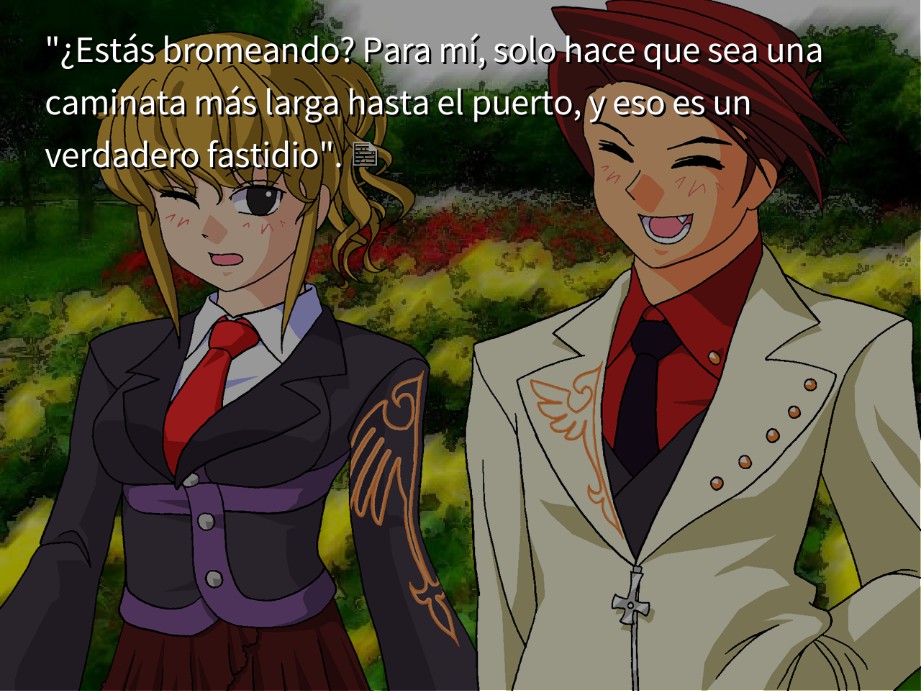 "¿Estás bromeando? Para mí, solo hace que sea una
caminata más larga hasta el puerto, y eso es un
verdadero fastidio".